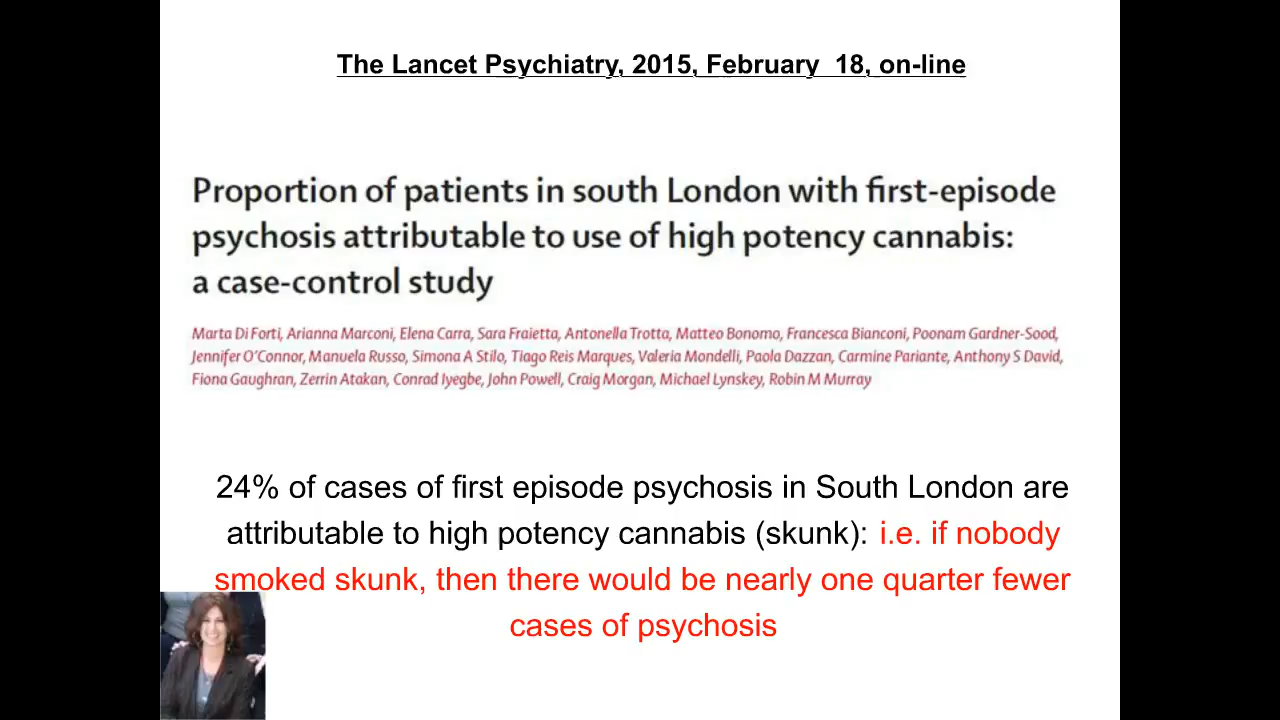 The Lancet Psychiatry, 2015, February  18, on-line
Proportion of patients in south London with first-episode
psychosis attributable to use of high potency cannabis:
a case-control study
Marta Di Forti, Arianna Marconi, Elena Carra, Sara Fraietta, Antonella Trotta, Matteo Bonomo, Francesca Bianconi, Poonam Gardner-Sood,
Jennifer O'Connor, Manuela Russo, Simona A Stilo, Tiago Reis Marques, Valeria Mondelli, Paola Dazzan, Carmine Pariante, Anthony S David,
Fiona Gaughran, Zerrin Atakan, Conrad Iyegbe, John Powell, Craig Morgan, Michael Lynskey, Robin M Murray
24% of cases of first episode psychosis in South London are
attributable to high potency cannabis (skunk): i.e. if nobody
smoked skunk, then there would be nearly one quarter fewer
cases of psychosis